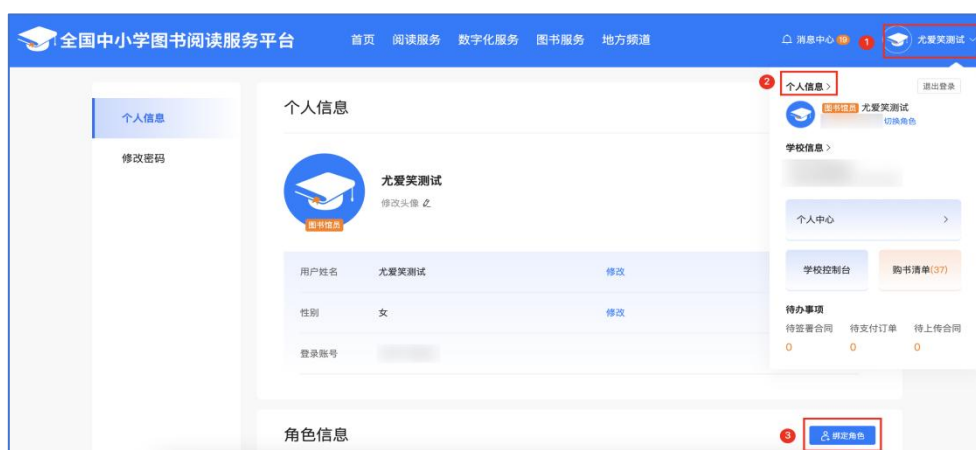 全国中小学图书阅读服务平台
首页 阅读服务 数字化服务 图书服务 地方频道
消息中心 19 1 尤爱笑测试
个人信息
修改密码
个人信息
尤爱笑测试
修改头像
图书馆员
用户姓名 尤爱笑测试 修改
性别 女 修改
登录账号
2 个人信息 > 退出登录
图书馆员 尤爱笑测试
切换角色
学校信息 >
个人中心 >
学校控制台 购书清单(37)
待办事项
待签署合同 待支付订单 待上传合同
0 0 0
角色信息
3 绑定角色